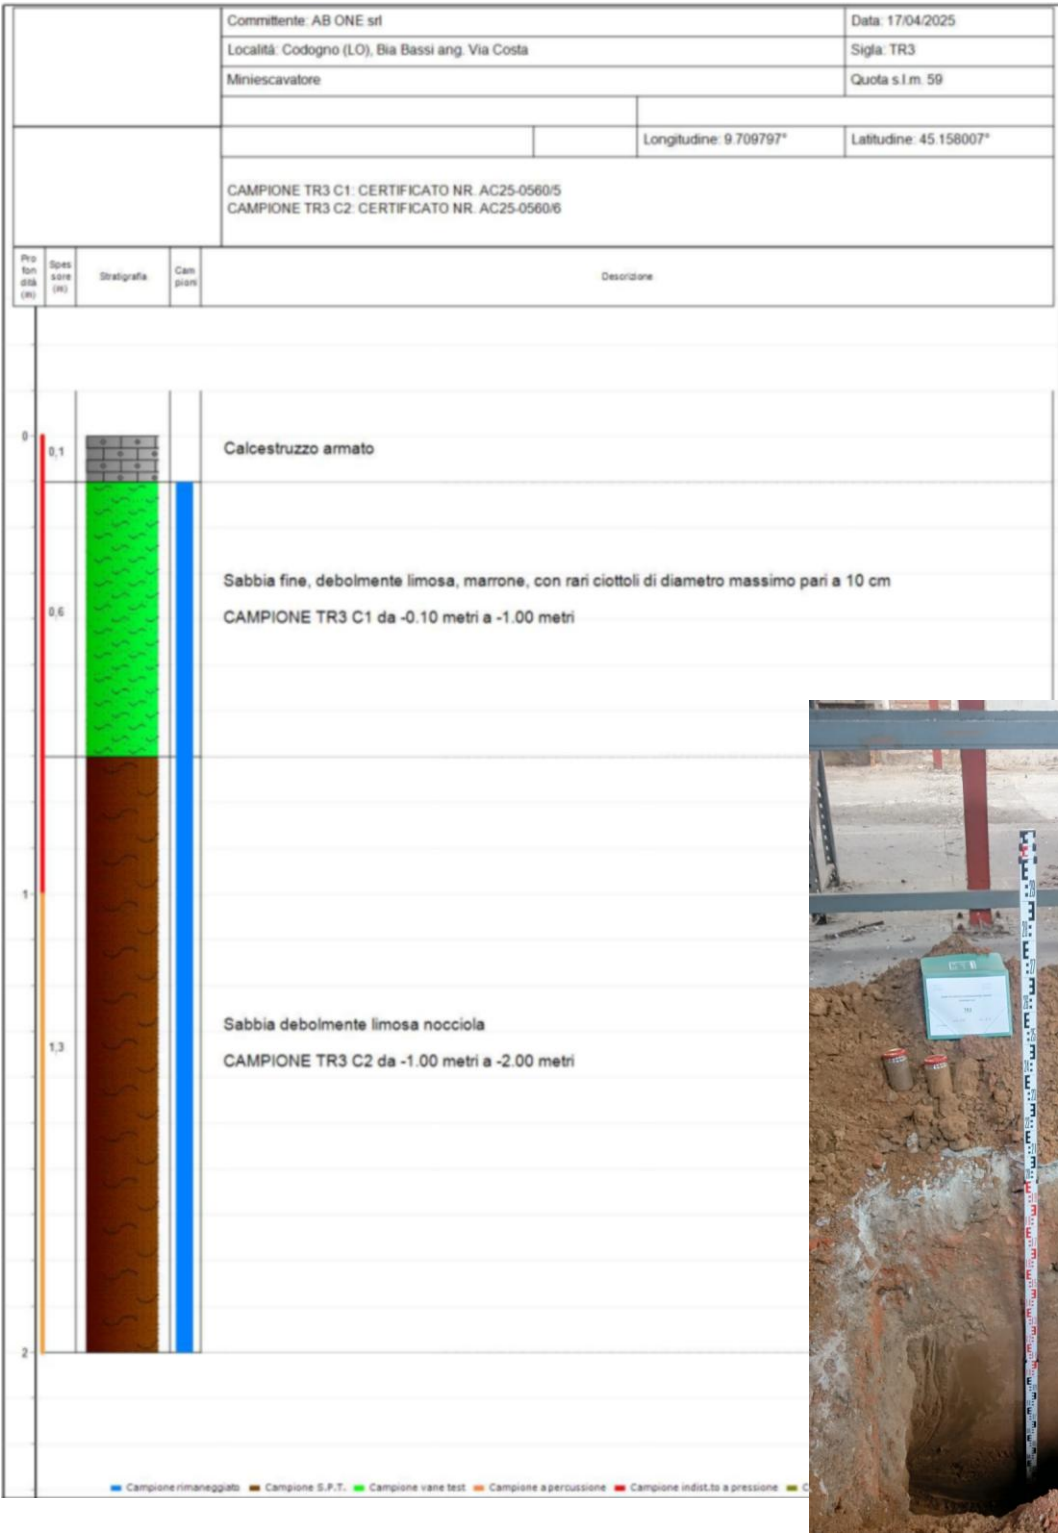 Committente: AB ONE srl
Data: 17/04/2025
Località: Codogno (LO), Bia Bassi ang. Via Costa
Sigla: TR3
Miniescavatore
Quota s.l.m. 59
Longitudine: 9.709797°
Latitudine: 45.158007°
CAMPIONE TR3 C1: CERTIFICATO NR. AC25-0560/5
CAMPIONE TR3 C2: CERTIFICATO NR. AC25-0560/6
Pro
fon
dità
(m)
Spes
sore
(m)
Stratigrafia
Cam
pioni
Descrizione
0
0,1
Calcestruzzo armato
Sabbia fine, debolmente limosa, marrone, con rari ciottoli di diametro massimo pari a 10 cm
0,6
CAMPIONE TR3 C1 da -0.10 metri a -1.00 metri
1
Sabbia debolmente limosa nocciola
1,3
CAMPIONE TR3 C2 da -1.00 metri a -2.00 metri
2
Campione rimaneggiato Campione S.P.T. Campione vane test Campione a percussione Campione indist.to a pressione C